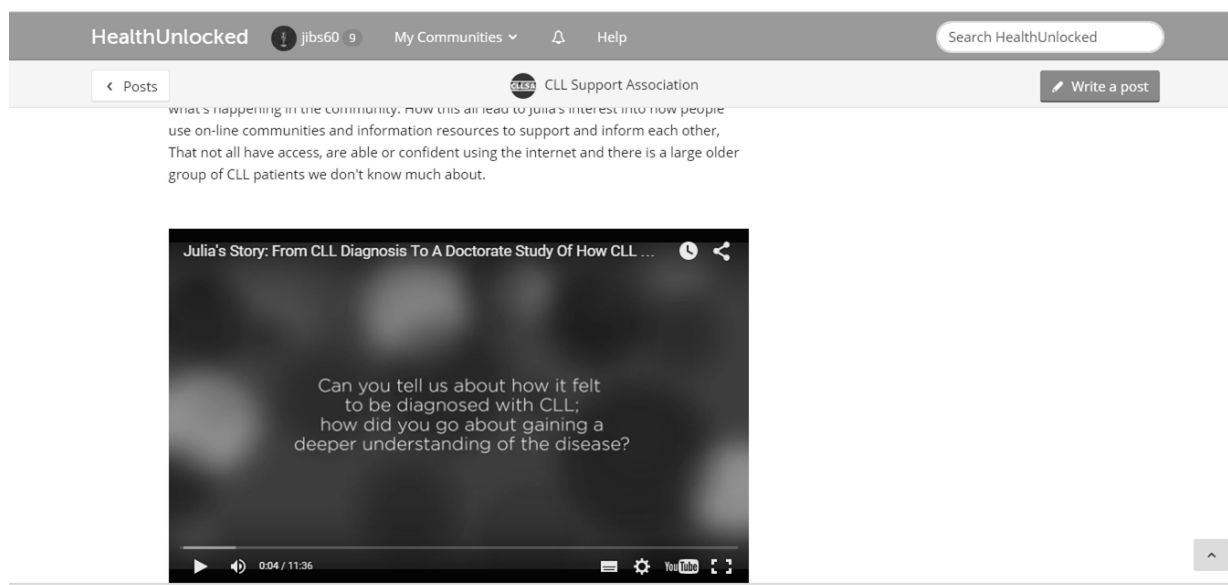 HealthUnlocked jibs60 9 My Communities Help Search HealthUnlocked
Posts CLLSA CLL Support Association Write a post
what's happening in the community. How this all lead to Julia's interest into how people
use on-line communities and information resources to support and inform each other,
That not all have access, are able or confident using the internet and there is a large older
group of CLL patients we don't know much about.
Julia's Story: From CLL Diagnosis To A Doctorate Study Of How CLL ...
Can you tell us about how it felt
to be diagnosed with CLL;
how did you go about gaining a
deeper understanding of the disease?
0:04 / 11:36 YouTube